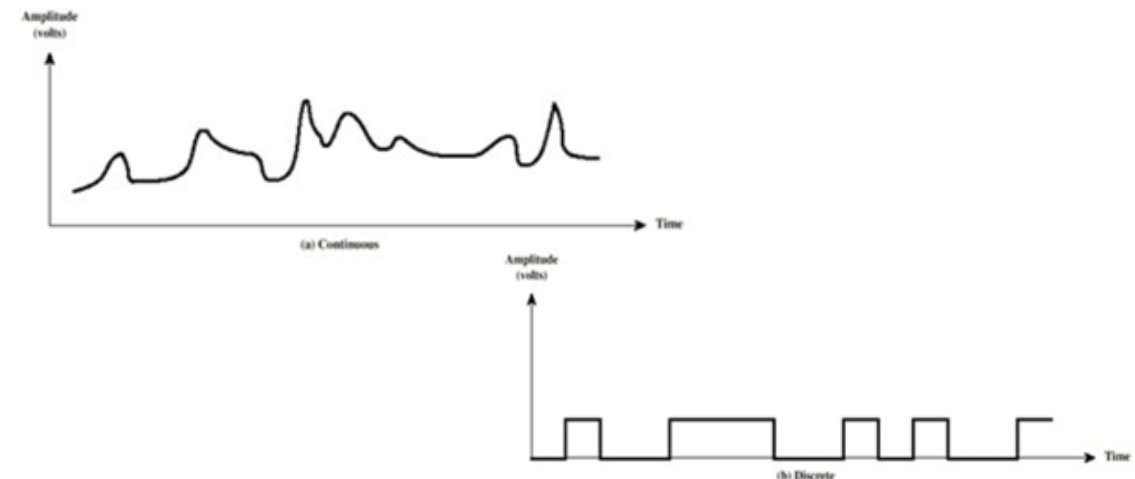 Amplitude
(volts)
Time
(a) Continuous
Amplitude
(volts)
Time
(b) Discrete